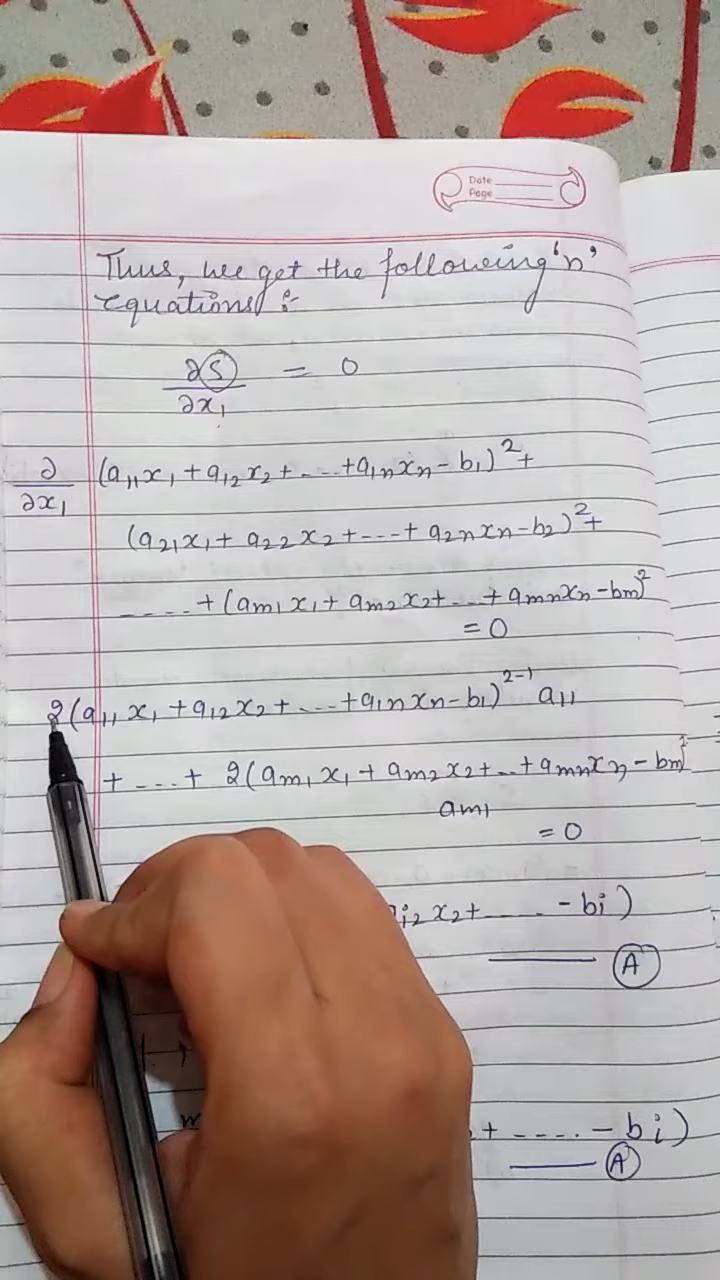 Date
Page
Thus, we get the following 'n'
equations :-
∂S/∂x₁ = 0
∂/∂x₁ (a₁₁x₁ + a₁₂x₂ + ---- + a₁ₙxₙ - b₁)² +
(a₂₁x₁ + a₂₂x₂ + ---- + a₂ₙxₙ - b₂)² +
---- + (aₘ₁x₁ + aₘ₂x₂ + ... + aₘₙxₙ - bₘ)²
= 0
2(a₁₁x₁ + a₁₂x₂ + ---- + a₁ₙxₙ - b₁)²⁻¹ a₁₁
+ ---- + 2(aₘ₁x₁ + aₘ₂x₂ + ... + aₘₙxₙ - bₘ)
aₘ₁
= 0
ᵢ₂x₂ + ---- - bᵢ)
A
+ ---- - bᵢ)
A